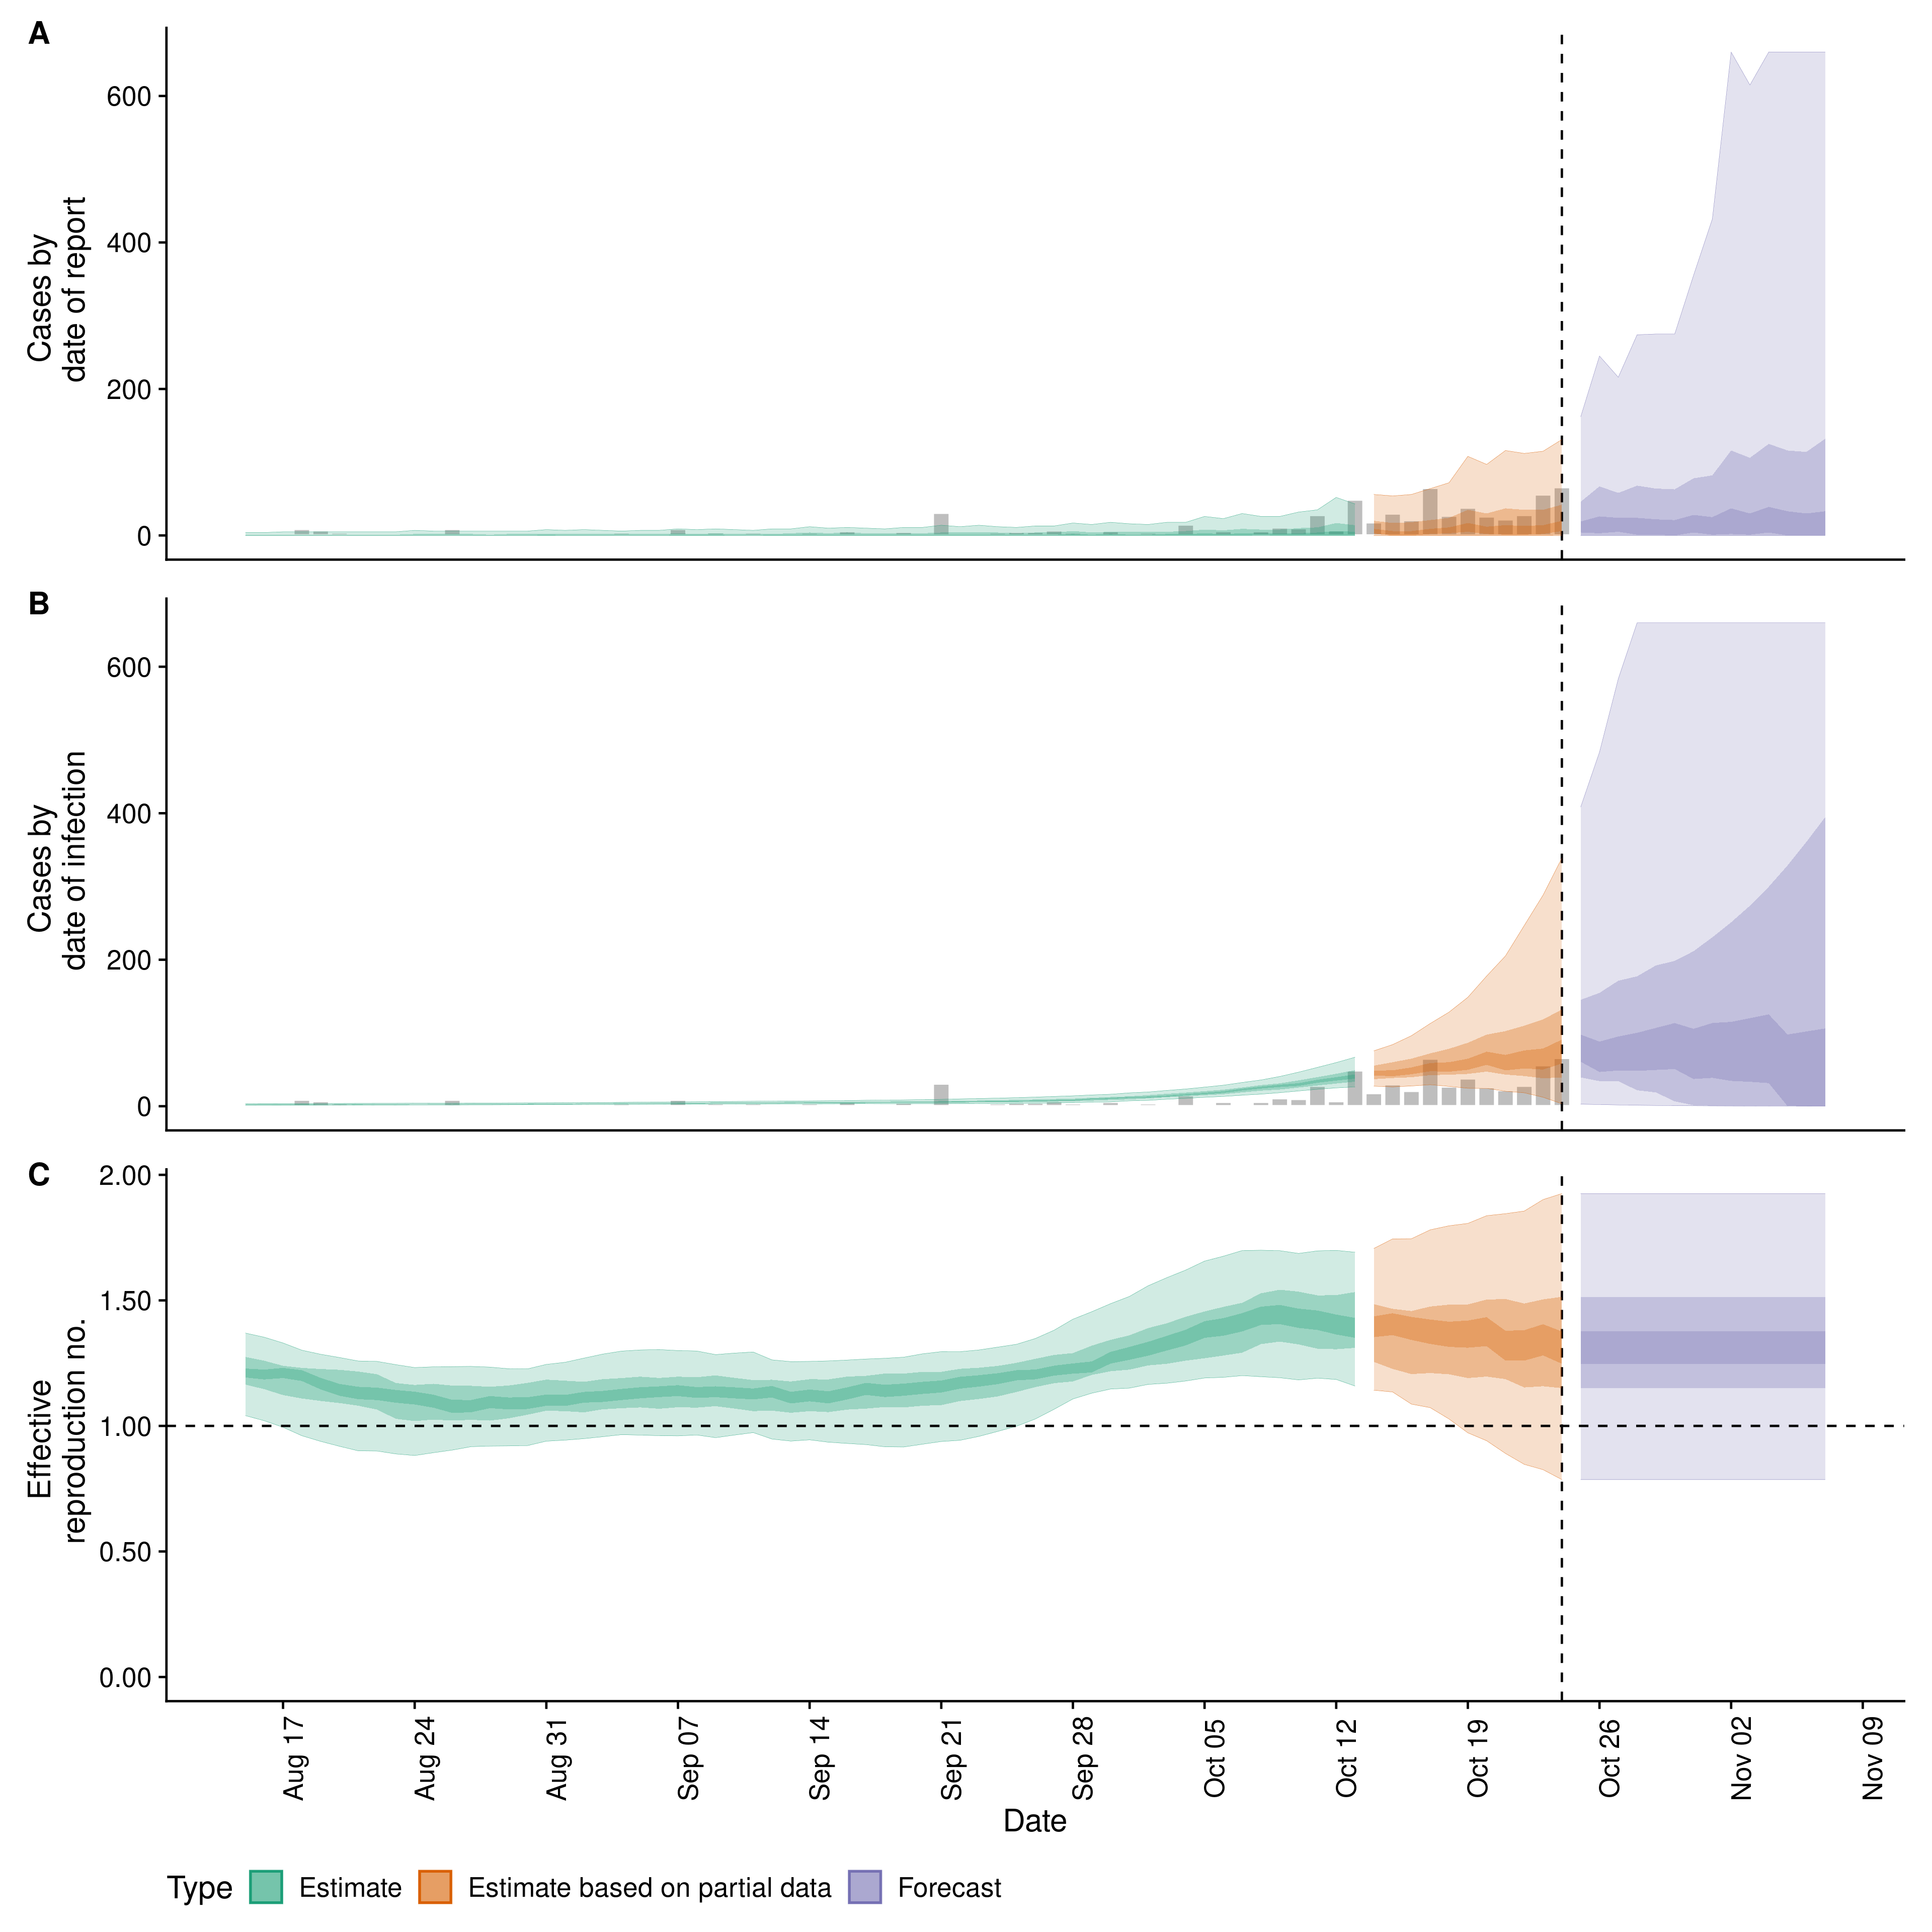 A
Cases by
date of report
600
400
200
0
B
Cases by
date of infection
600
400
200
0
C
Effective
reproduction no.
2.00
1.50
1.00
0.50
0.00
Aug 17
Aug 24
Aug 31
Sep 07
Sep 14
Sep 21
Sep 28
Oct 05
Oct 12
Oct 19
Oct 26
Nov 02
Nov 09
Date
Type Estimate Estimate based on partial data Forecast